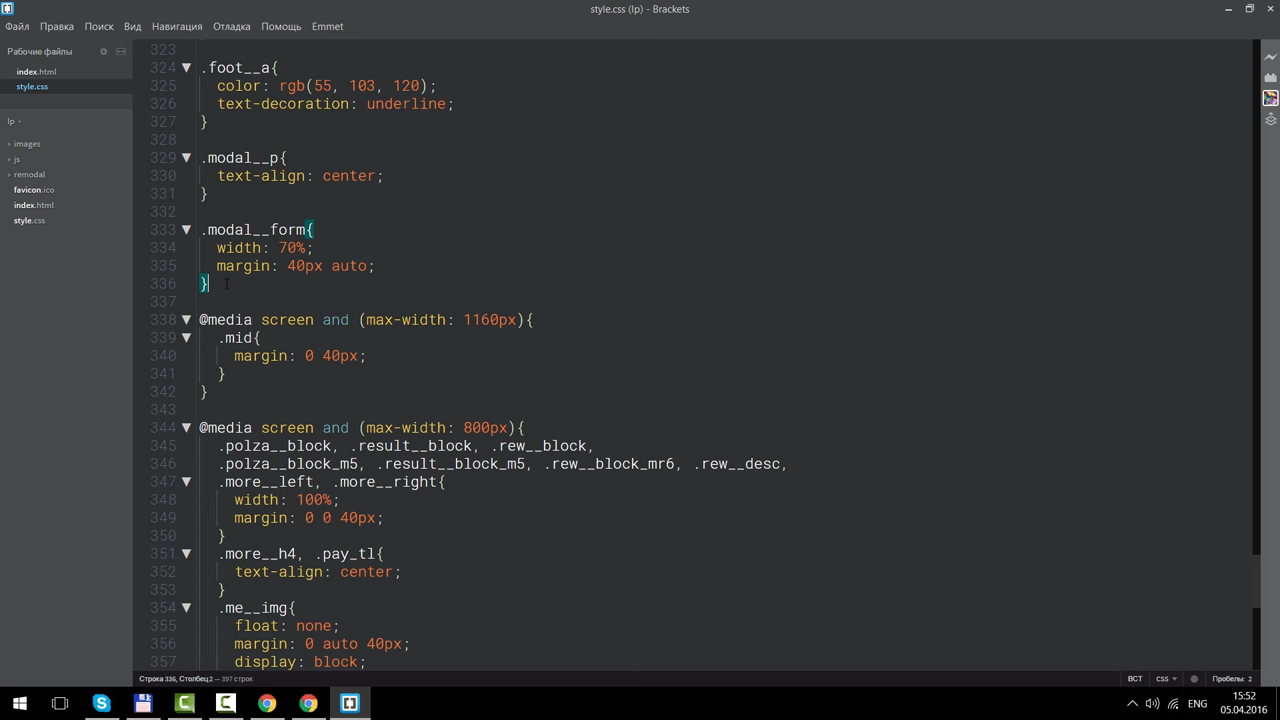 style.css (lp) - Brackets
Файл Правка Поиск Вид Навигация Отладка Помощь Emmet
Рабочие файлы
index.html
style.css
lp
images
js
remodal
favicon.ico
index.html
style.css
323
324 .foot__a{
325 color: rgb(55, 103, 120);
326 text-decoration: underline;
327 }
328
329 .modal__p{
330 text-align: center;
331 }
332
333 .modal__form{
334 width: 70%;
335 margin: 40px auto;
336 }
337
338 @media screen and (max-width: 1160px){
339 .mid{
340 margin: 0 40px;
341 }
342 }
343
344 @media screen and (max-width: 800px){
345 .polza__block, .result__block, .rew__block,
346 .polza__block_m5, .result__block_m5, .rew__block_mr6, .rew__desc,
347 .more__left, .more__right{
348 width: 100%;
349 margin: 0 0 40px;
350 }
351 .more__h4, .pay_tl{
352 text-align: center;
353 }
354 .me__img{
355 float: none;
356 margin: 0 auto 40px;
357 display: block;
Строка 336, Столбец 2 — 397 строк
ВСТ CSS Пробелы: 2
ENG
15:52
05.04.2016